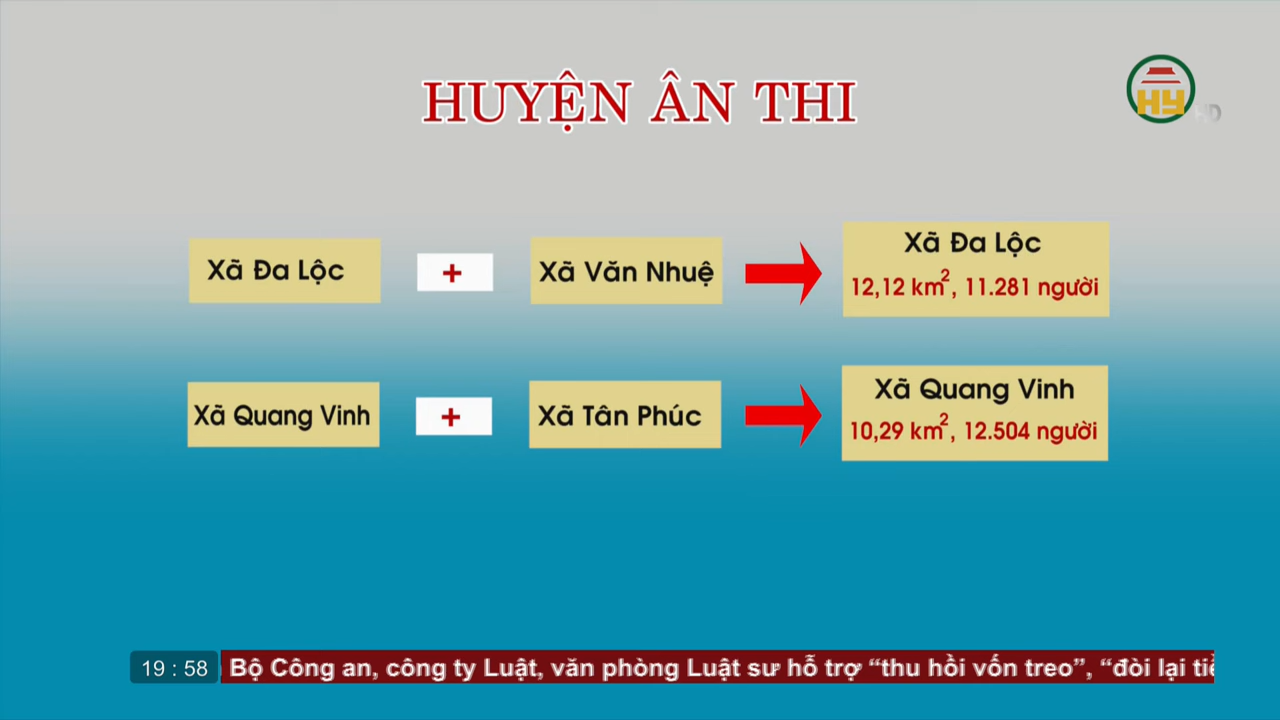 HUYỆN ÂN THI
HY
HD
Xã Đa Lộc + Xã Văn Nhuệ
Xã Đa Lộc
12,12 km², 11.281 người
Xã Quang Vinh + Xã Tân Phúc
Xã Quang Vinh
10,29 km², 12.504 người
19 : 58 Bộ Công an, công ty Luật, văn phòng Luật sư hỗ trợ “thu hồi vốn treo”, “đòi lại